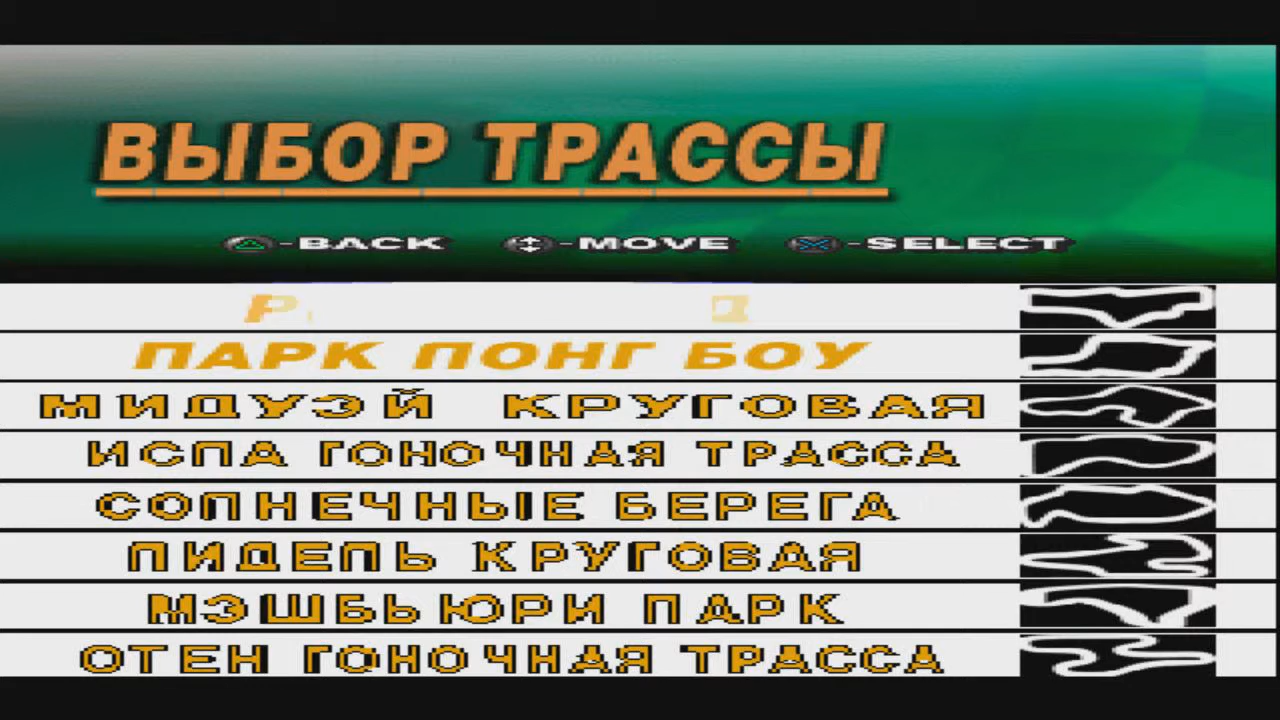 ВЫБОР ТРАССЫ
-BACK -MOVE -SELECT
ПАРК ПОНГ БОУ
МИДУЭЙ КРУГОВАЯ
ИСПА ГОНОЧНАЯ ТРАССА
СОЛНЕЧНЫЕ БЕРЕГА
ПИДЕПЬ КРУГОВАЯ
МЭШБЬЮРИ ПАРК
ОТЕН ГОНОЧНАЯ ТРАССА